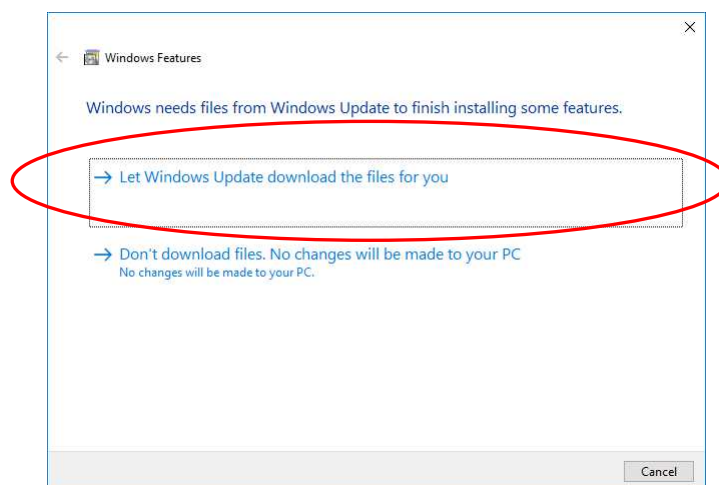 Windows Features
Windows needs files from Windows Update to finish installing some features.
Let Windows Update download the files for you
Don't download files. No changes will be made to your PC
No changes will be made to your PC.
Cancel